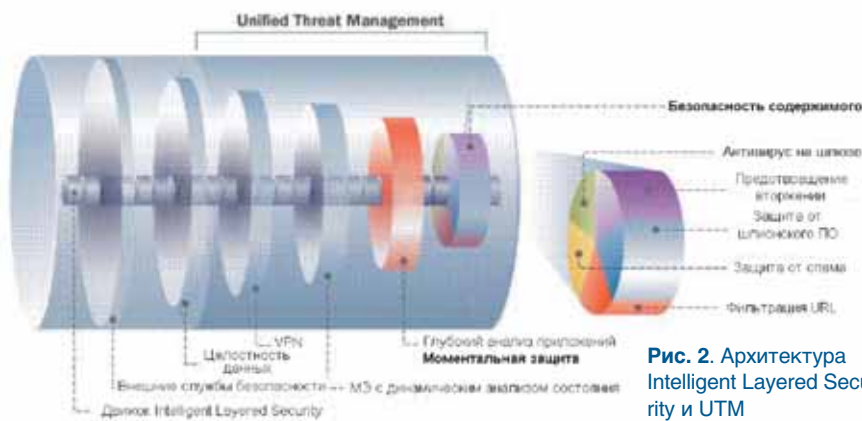 Unified Threat Management
Безопасность содержимого
Антивирус на шлюзе
Предотвращение
вторжений
Защита от
шпионского ПО
Защита от спама
Фильтрация URL
Глубокий анализ приложений
Моментальная защита
VPN
Целостность
данных
МЭ с динамическим анализом состояния
Внешние службы безопасности
Движок Intelligent Layered Security
Рис. 2. Архитектура
Intelligent Layered Secu-
rity и UTM